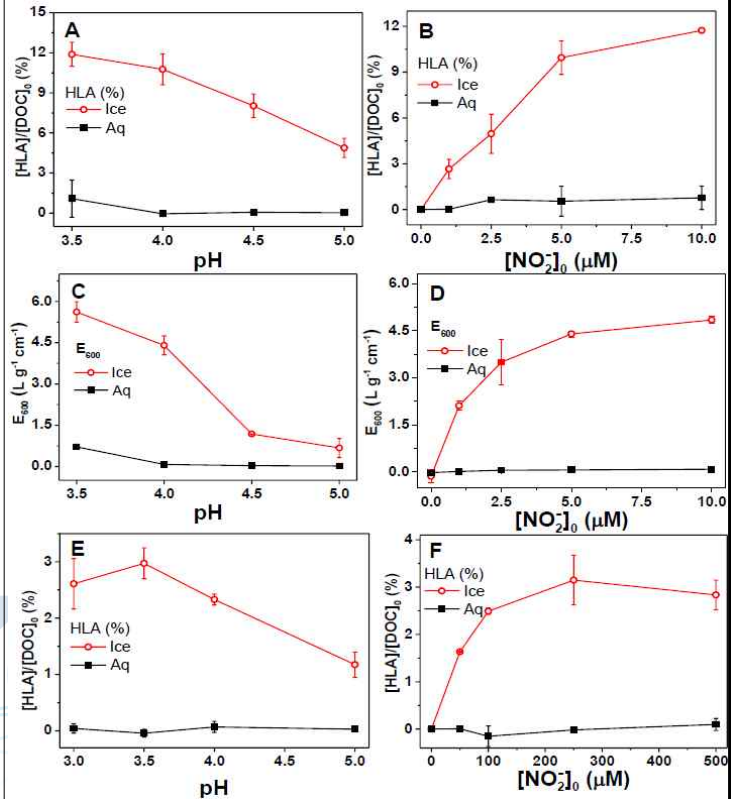 A
[HLA]/[DOC]₀ (%)
15
12
9
6
3
0
HLA (%)
Ice
Aq
3.5
4.0
4.5
5.0
pH
B
[HLA]/[DOC]₀ (%)
12
9
6
3
0
HLA (%)
Ice
Aq
0.0
2.5
5.0
7.5
10.0
[NO₂⁻]₀ (μM)
C
E₆₀₀ (L g⁻¹ cm⁻¹)
6.0
4.5
3.0
1.5
0.0
E₆₀₀
Ice
Aq
3.5
4.0
4.5
5.0
pH
D
E₆₀₀ (L g⁻¹ cm⁻¹)
6.0
4.5
3.0
1.5
0.0
E₆₀₀
Ice
Aq
0.0
2.5
5.0
7.5
10.0
[NO₂⁻]₀ (μM)
E
[HLA]/[DOC]₀ (%)
3
2
1
0
HLA (%)
Ice
Aq
3.0
3.5
4.0
4.5
5.0
pH
F
[HLA]/[DOC]₀ (%)
4
3
2
1
0
HLA (%)
Ice
Aq
0
100
200
300
400
500
[NO₂⁻]₀ (μM)